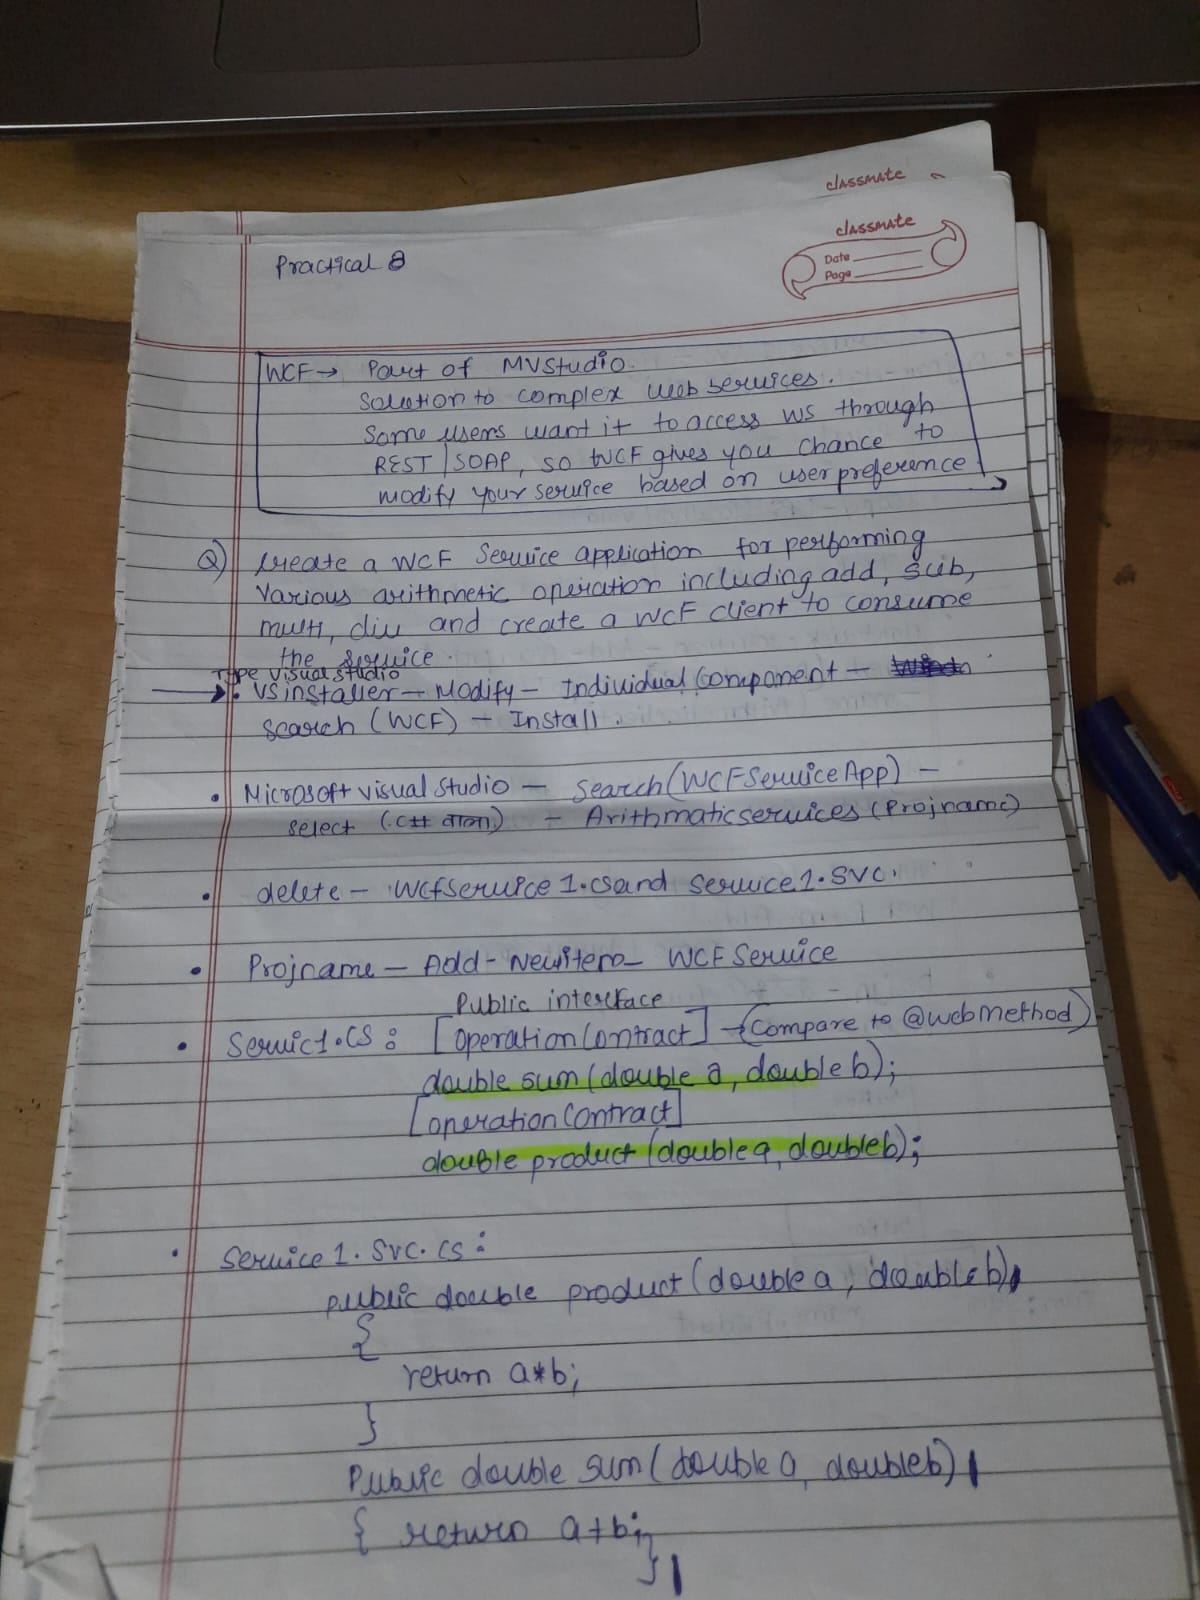 classmate
classmate
Date
Page
Practical 8
WCF → Part of MVStudio.
Solution to complex web services.
Some users want it to access WS through
REST | SOAP, so WCF gives you chance to
modify your service based on user preference
Q) Create a WCF Service application for performing
various arithmetic operation including add, sub,
multi, div and create a WCF client to consume
the service.
Type Visual Studio
→ • VS installer - Modify - Individual Component -
search (WCF) - Install.
• Microsoft visual Studio - Search (WCF Service App) -
select (.C# वाला) - Arithmaticservices (Projname)
• delete - Wcfservice 1.cs and service1.svc.
• Projname - Add - Newitem - WCF Service
Public interface
• Servic1.CS : [Operation Contract] → (Compare to @webmethod)
double sum (double a, double b);
[operation Contract]
double product (double a, double b);
• Service 1. SVC. CS :
public double product (double a, double b)
{
return a*b;
}
Public double sum (double a, double b)
{ return a+b;
}